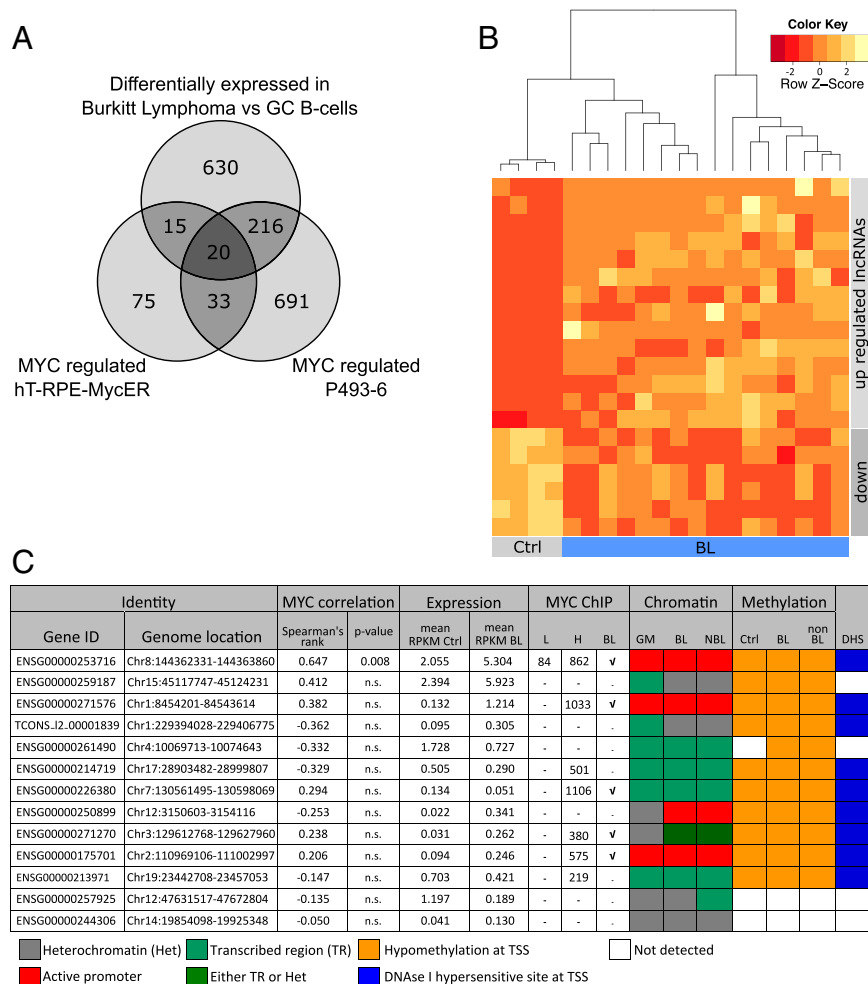 A
Differentially expressed in
Burkitt Lymphoma vs GC B-cells
630
15
216
20
75
33
691
MYC regulated
hT-RPE-MycER
MYC regulated
P493-6
B
Color Key
-2 0 2
Row Z-Score
up regulated lncRNAs
down
Ctrl
BL
C
Identity MYC correlation Expression MYC ChIP Chromatin Methylation
Gene ID Genome location Spearman's rank p-value mean RPKM Ctrl mean RPKM BL L H BL GM BL NBL Ctrl BL non BL DHS
ENSG00000253716 Chr8:144362331-144363860 0.647 0.008 2.055 5.304 84 862 √
ENSG00000259187 Chr15:45117747-45124231 0.412 n.s. 2.394 5.923 - - -
ENSG00000271576 Chr1:8454201-8543614 0.382 n.s. 0.132 1.214 - 1033 √
TCONS_l2_00001839 Chr1:229394028-229406775 -0.362 n.s. 0.095 0.305 - - -
ENSG00000261490 Chr4:10069713-10074643 -0.332 n.s. 1.728 0.727 - - -
ENSG00000214719 Chr17:28903482-28999807 -0.329 n.s. 0.505 0.290 - 501 -
ENSG00000226380 Chr7:130561495-130598069 0.294 n.s. 0.134 0.051 - 1106 √
ENSG00000250899 Chr12:3150603-3154116 -0.253 n.s. 0.022 0.341 - - -
ENSG00000271270 Chr3:129612768-129627960 0.238 n.s. 0.031 0.262 - 380 √
ENSG00000175701 Chr2:110969106-111002997 0.206 n.s. 0.094 0.246 - 575 √
ENSG00000213971 Chr19:23442708-23457053 -0.147 n.s. 0.703 0.421 - 219 -
ENSG00000257925 Chr12:47631517-47672804 -0.135 n.s. 1.197 0.189 - - -
ENSG00000244306 Chr14:19854098-19925348 -0.050 n.s. 0.041 0.130 - - -
Heterochromatin (Het) Transcribed region (TR) Hypomethylation at TSS Not detected
Active promoter Either TR or Het DNAse I hypersensitive site at TSS